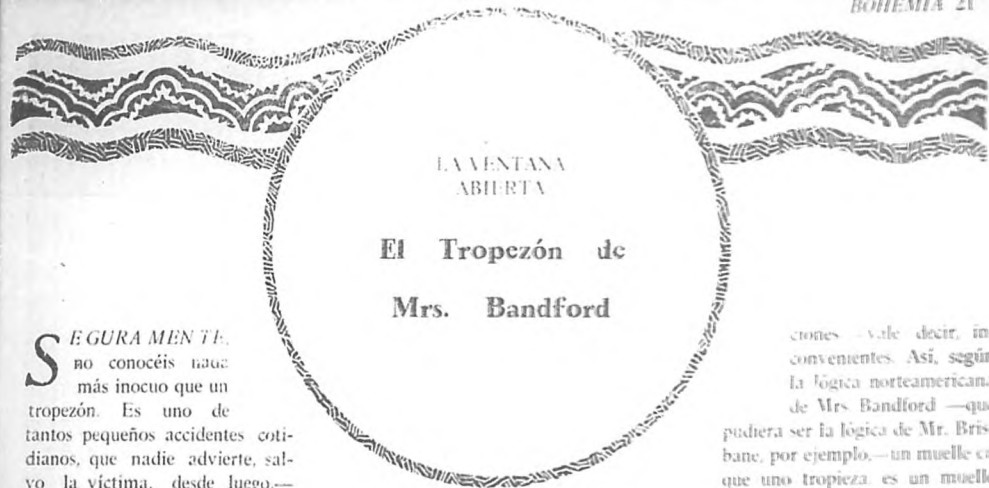 BOHEMIA 21
LA VENTANA
ABIERTA
El Tropezón de
Mrs. Bandford
SEGURAMENTE,
no conocéis nada
más inocuo que un
tropezón. Es uno de
tantos pequeños accidentes coti-
dianos, que nadie advierte, sal-
vo la víctima, desde luego.—
ciones —vale decir, in
convenientes. Así, según
la lógica norteamericana
de Mrs. Bandford —que
pudiera ser la lógica de Mr. Bris
bane, por ejemplo,—un muelle
que uno tropieza es un muelle